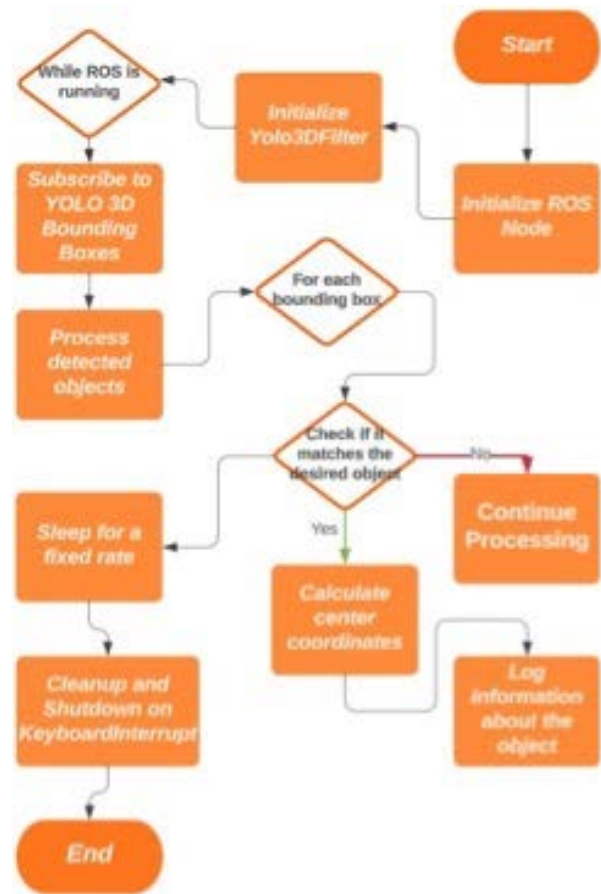 Start
While ROS is
running
Initialize
Yolo3DFilter
Subscribe to
YOLO 3D
Bounding
Boxes
Initialize ROS
Node
For each
bounding box
Process
detected
objects
Check if it
matches the
desired object
No
Continue
Processing
Sleep for a
fixed rate
Yes
Calculate
center
coordinates
Log
information
about the
object
Cleanup and
Shutdown on
KeyboardInterrupt
End